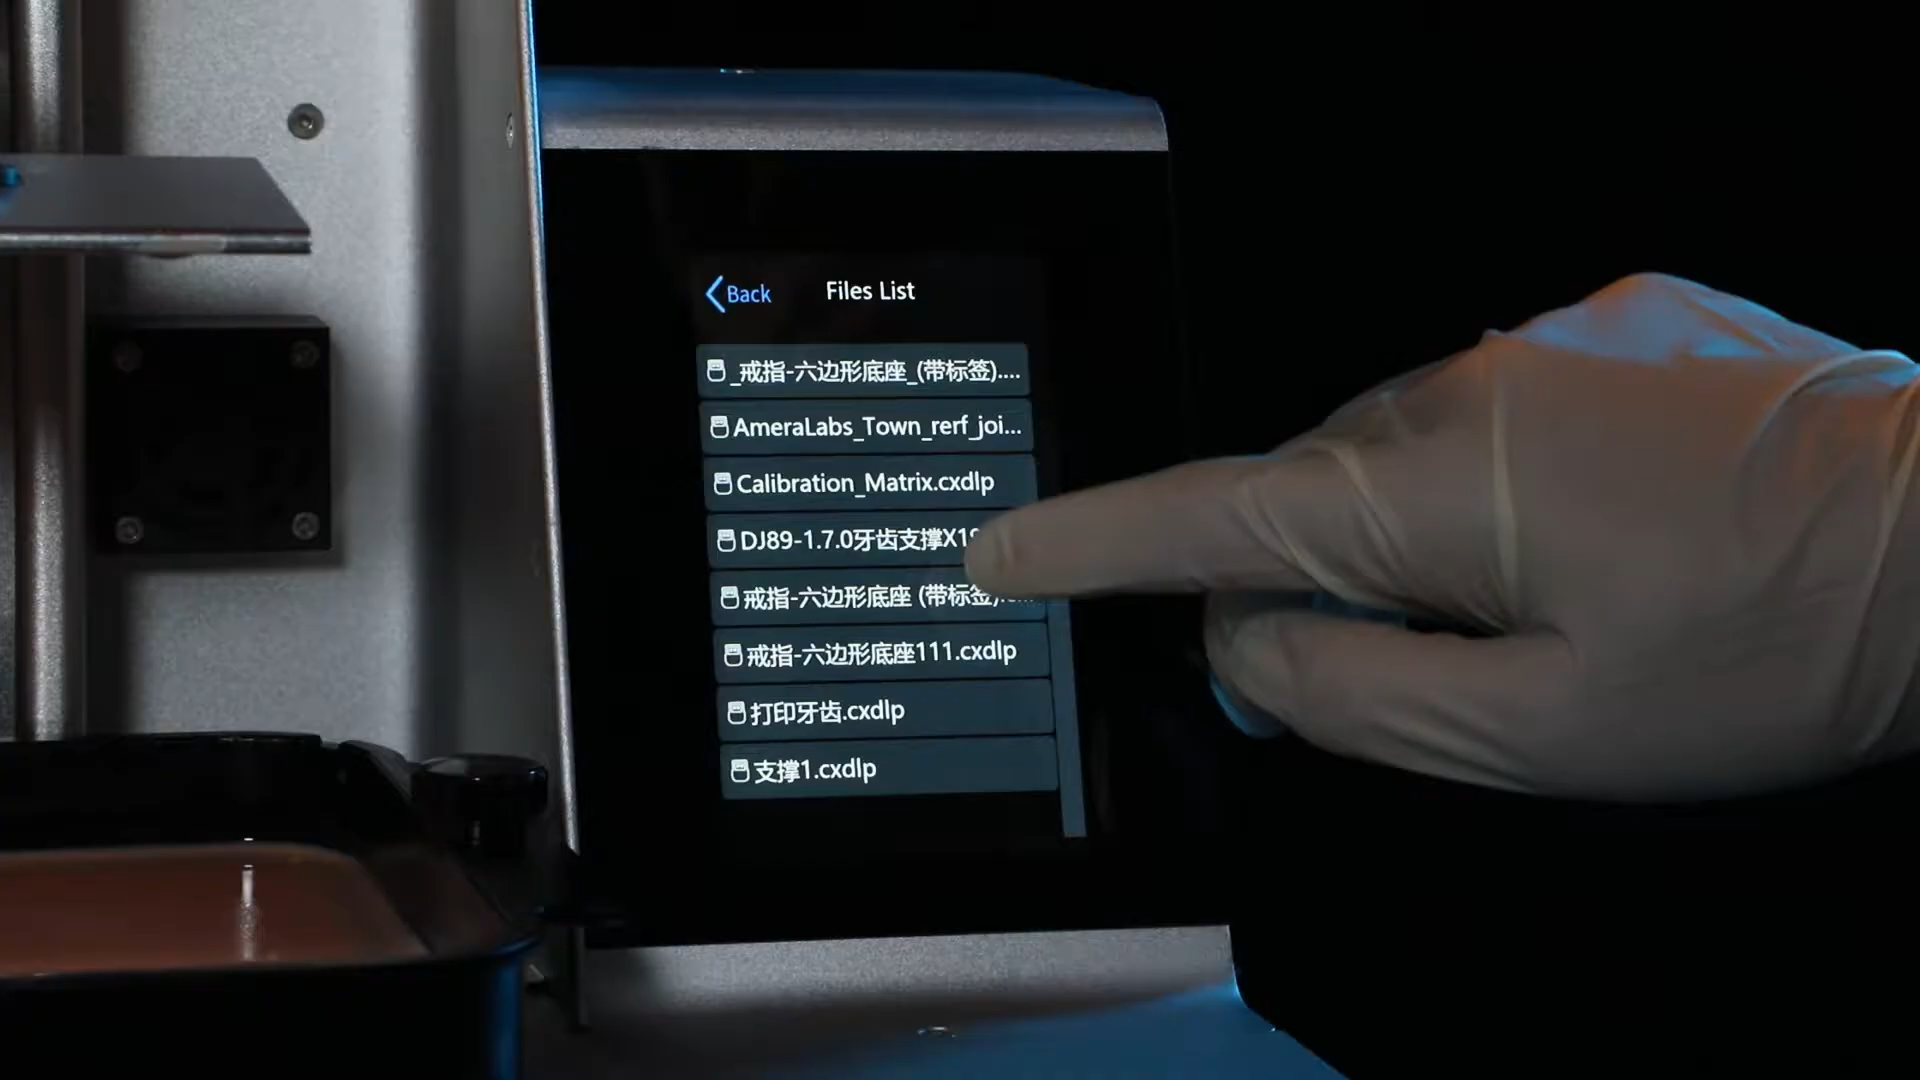 Back
Files List
_戒指-六边形底座_(带标签)....
AmeraLabs_Town_rerf_joi...
Calibration_Matrix.cxdlp
DJ89-1.7.0牙齿支撑X1
戒指-六边形底座 (带标签).c...
戒指-六边形底座111.cxdlp
打印牙齿.cxdlp
支撑1.cxdlp